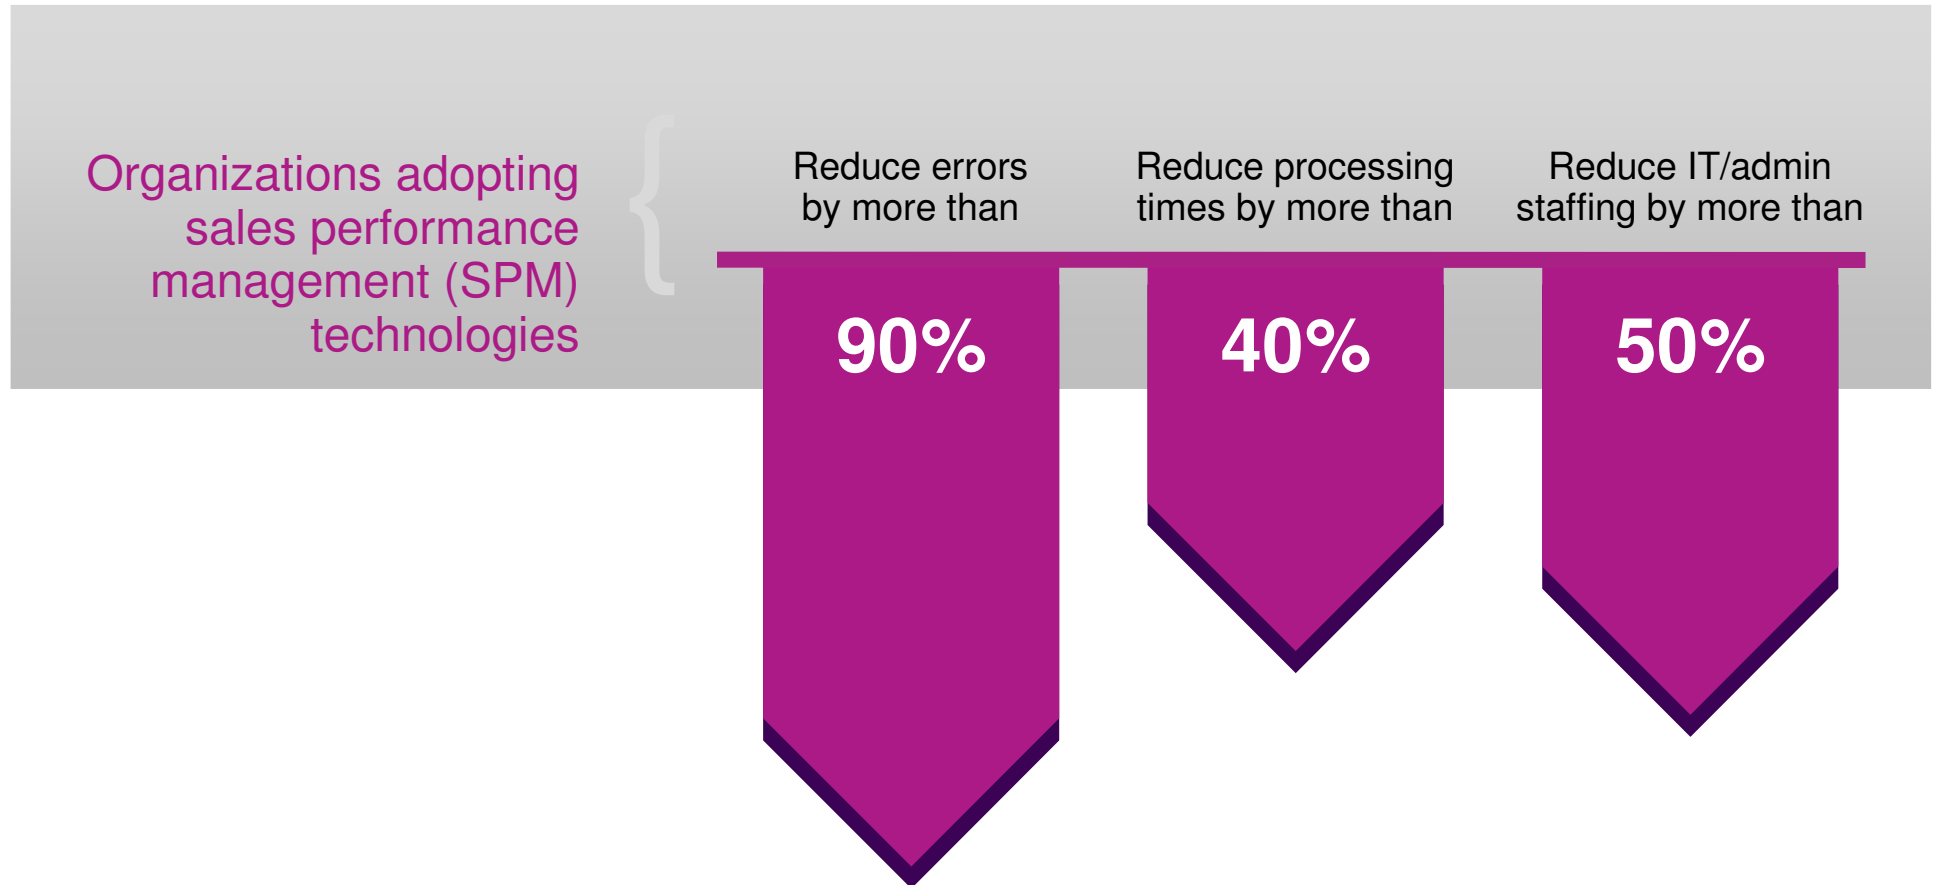 Organizations adopting
sales performance
management (SPM)
technologies
{
Reduce errors
by more than
90%
Reduce processing
times by more than
40%
Reduce IT/admin
staffing by more than
50%